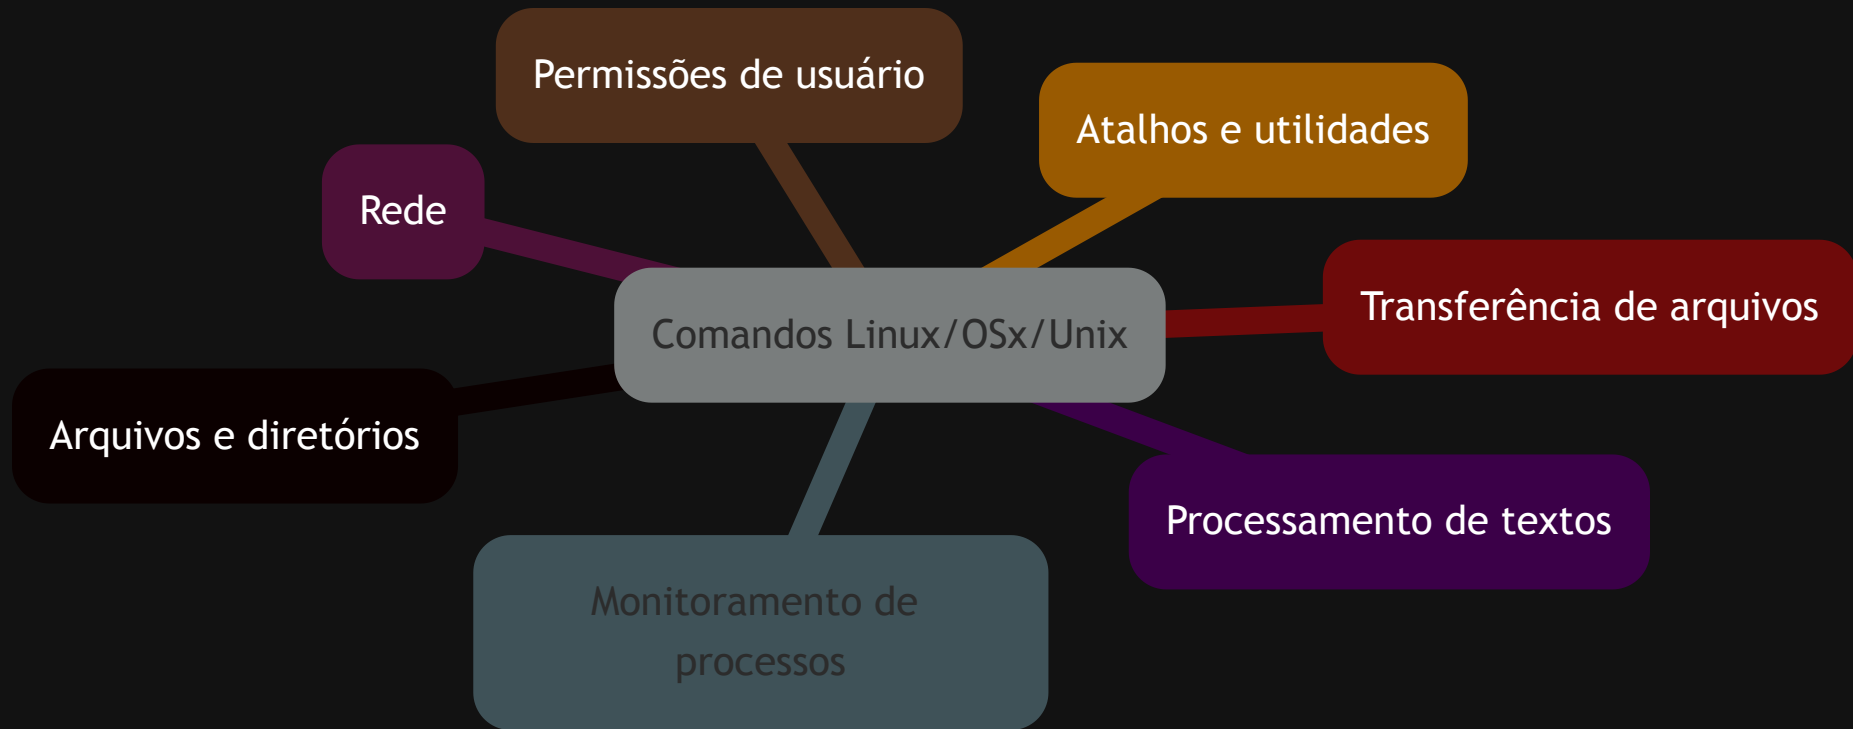 Permissões de usuário
Atalhos e utilidades
Rede
Transferência de arquivos
Comandos Linux/OSx/Unix
Arquivos e diretórios
Processamento de textos
Monitoramento de
processos